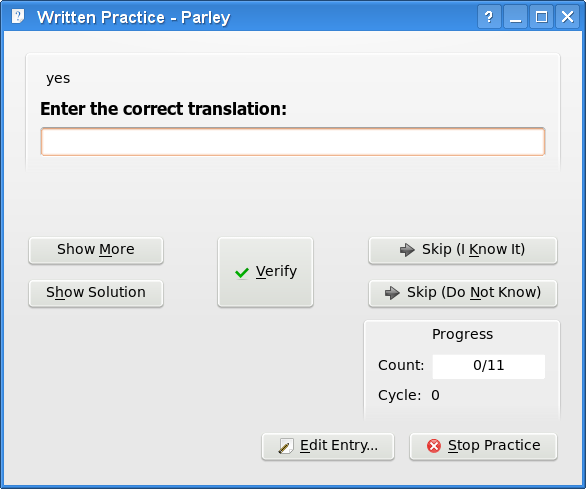 Written Practice - Parley
yes
Enter the correct translation:
Show More
Verify
Skip (I Know It)
Show Solution
Skip (Do Not Know)
Progress
Count: 0/11
Cycle: 0
Edit Entry...
Stop Practice